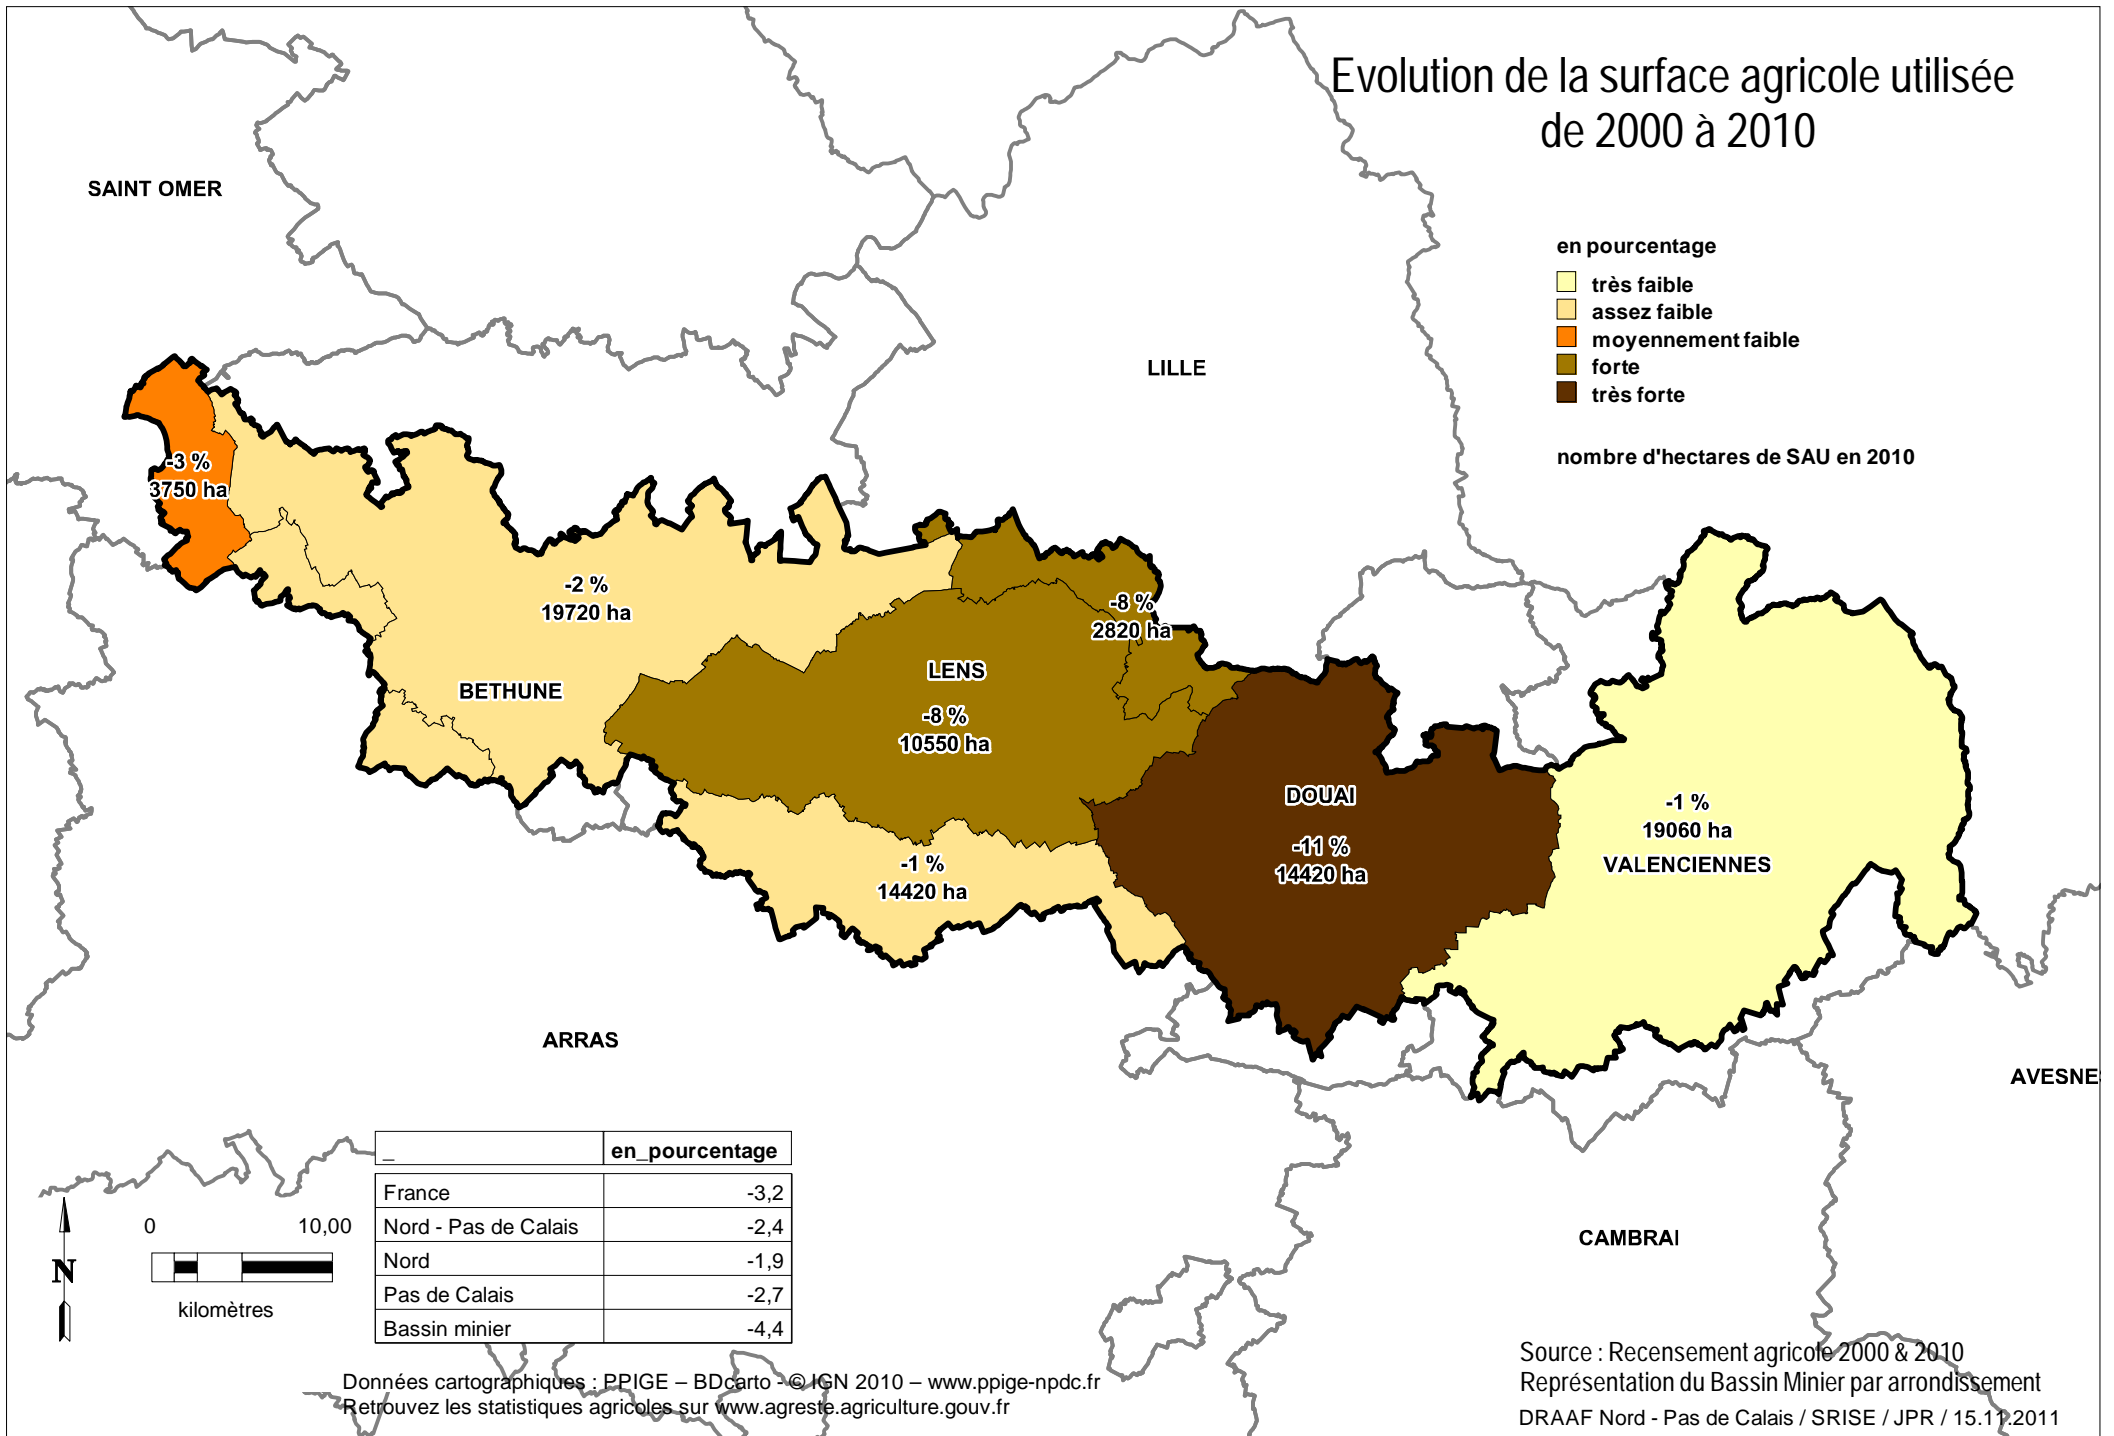 Evolution de la surface agricole utilisée
de 2000 à 2010
SAINT OMER
en pourcentage
très faible
assez faible
moyennement faible
forte
très forte
nombre d'hectares de SAU en 2010
LILLE
-3 %
3750 ha
-2 %
19720 ha
BETHUNE
-8 %
2820 ha
LENS
-8 %
10550 ha
DOUAI
-11 %
14420 ha
-1 %
19060 ha
VALENCIENNES
-1 %
14420 ha
ARRAS
AVESNES
CAMBRAI
_ en_pourcentage
France -3,2
Nord - Pas de Calais -2,4
Nord -1,9
Pas de Calais -2,7
Bassin minier -4,4
0 10,00
kilomètres
N
Données cartographiques : PPIGE – BDcarto - © IGN 2010 – www.ppige-npdc.fr
Retrouvez les statistiques agricoles sur www.agreste.agriculture.gouv.fr
Source : Recensement agricole 2000 & 2010
Représentation du Bassin Minier par arrondissement
DRAAF Nord - Pas de Calais / SRISE / JPR / 15.11.2011